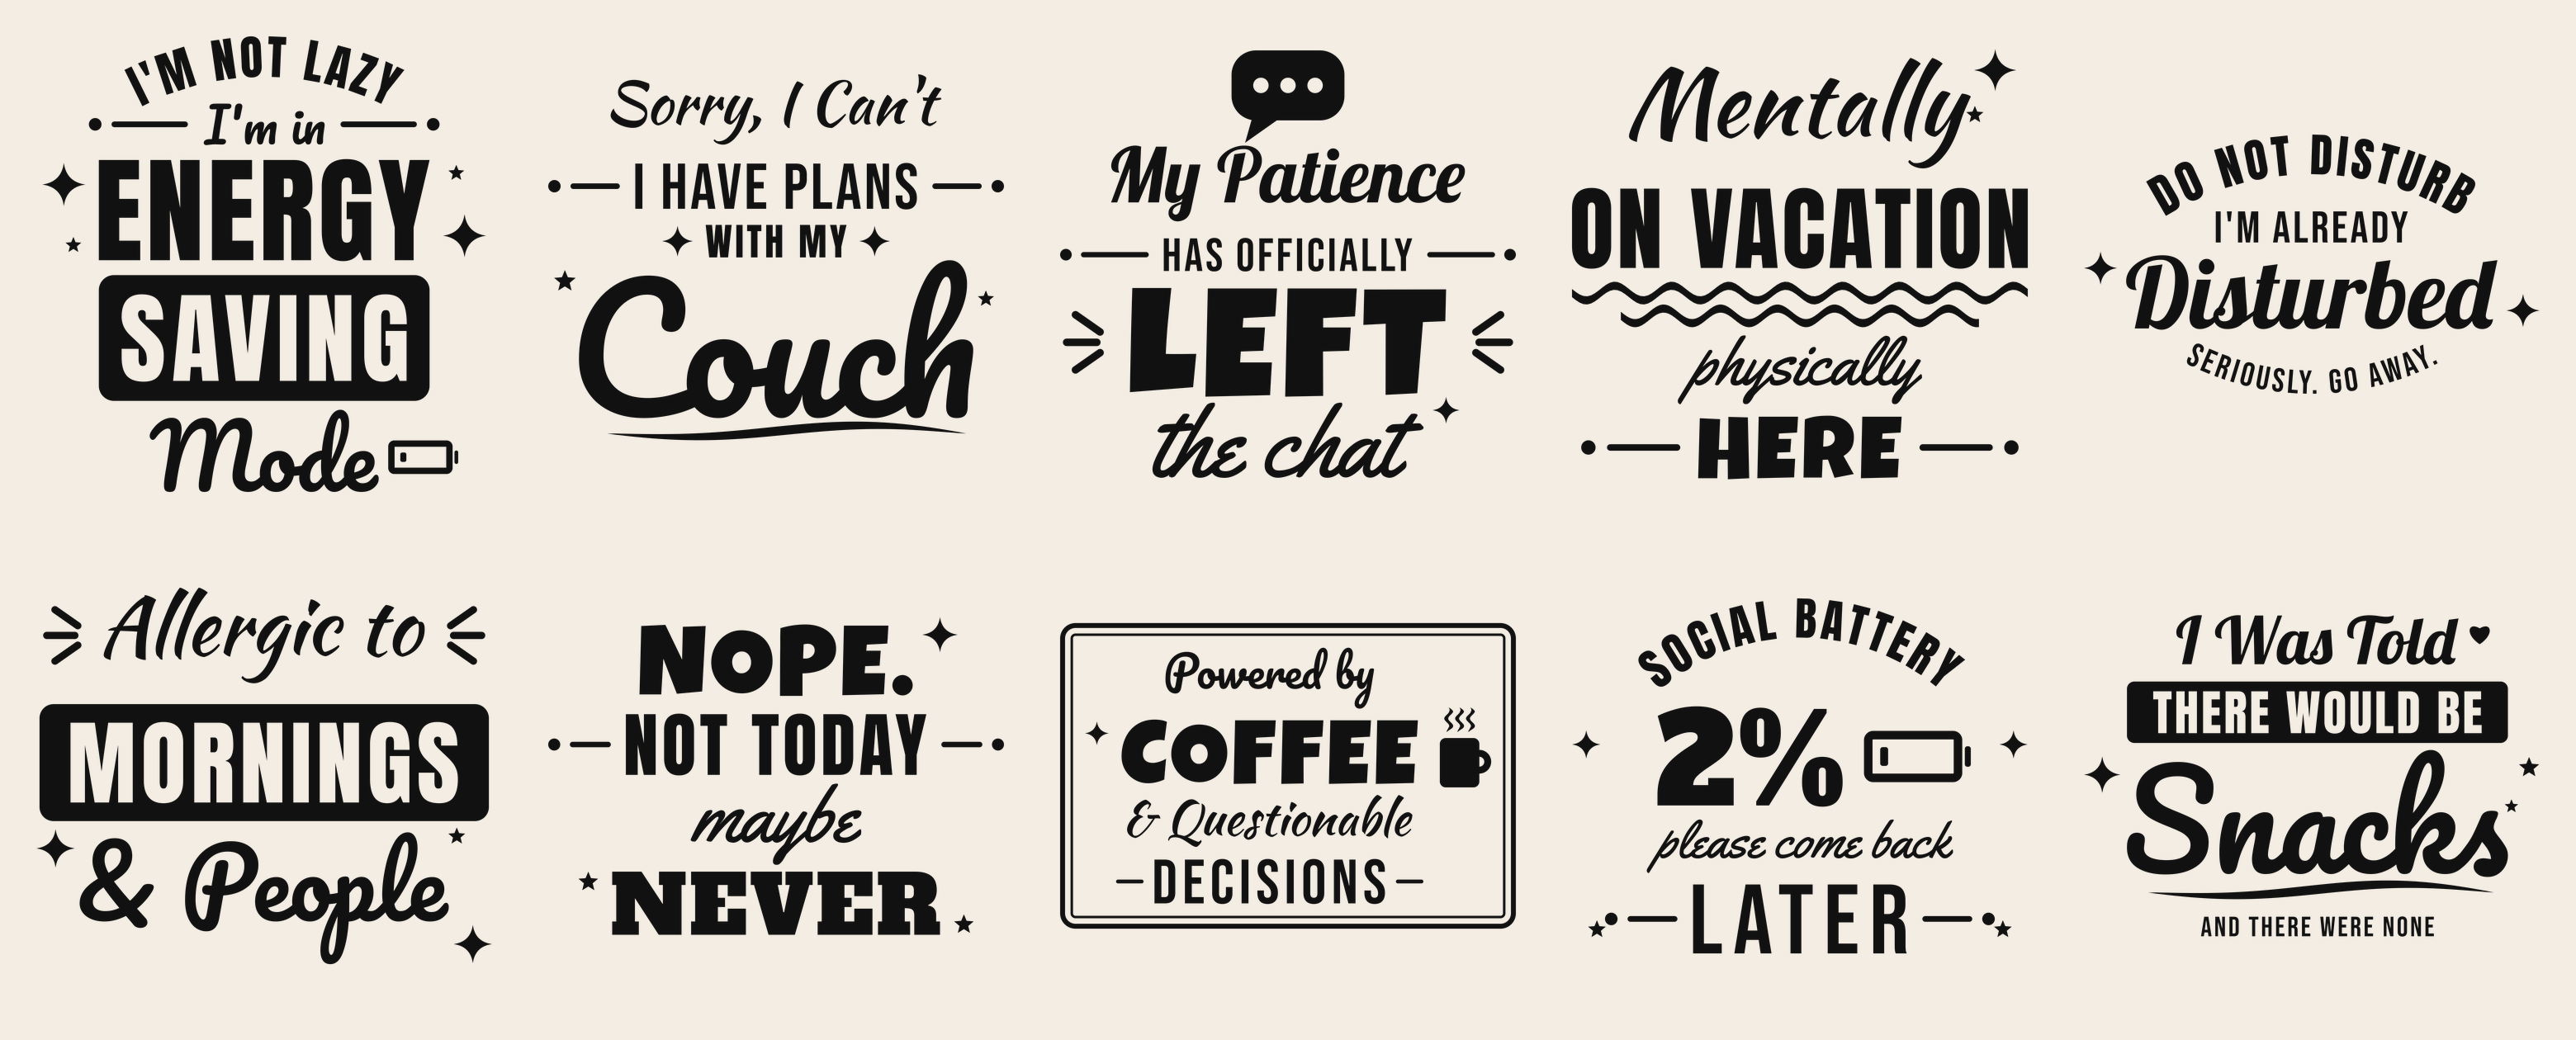 I'M NOT LAZY
I'm in
ENERGY
SAVING
Mode
Sorry, I Can't
I HAVE PLANS
WITH MY
Couch
My Patience
HAS OFFICIALLY
LEFT
the chat
Mentally
ON VACATION
physically
HERE
DO NOT DISTURB
I'M ALREADY
Disturbed
SERIOUSLY. GO AWAY.
Allergic to
MORNINGS
& People
NOPE.
NOT TODAY
maybe
NEVER
Powered by
COFFEE
& Questionable
DECISIONS
SOCIAL BATTERY
2%
please come back
LATER
I Was Told
THERE WOULD BE
Snacks
AND THERE WERE NONE